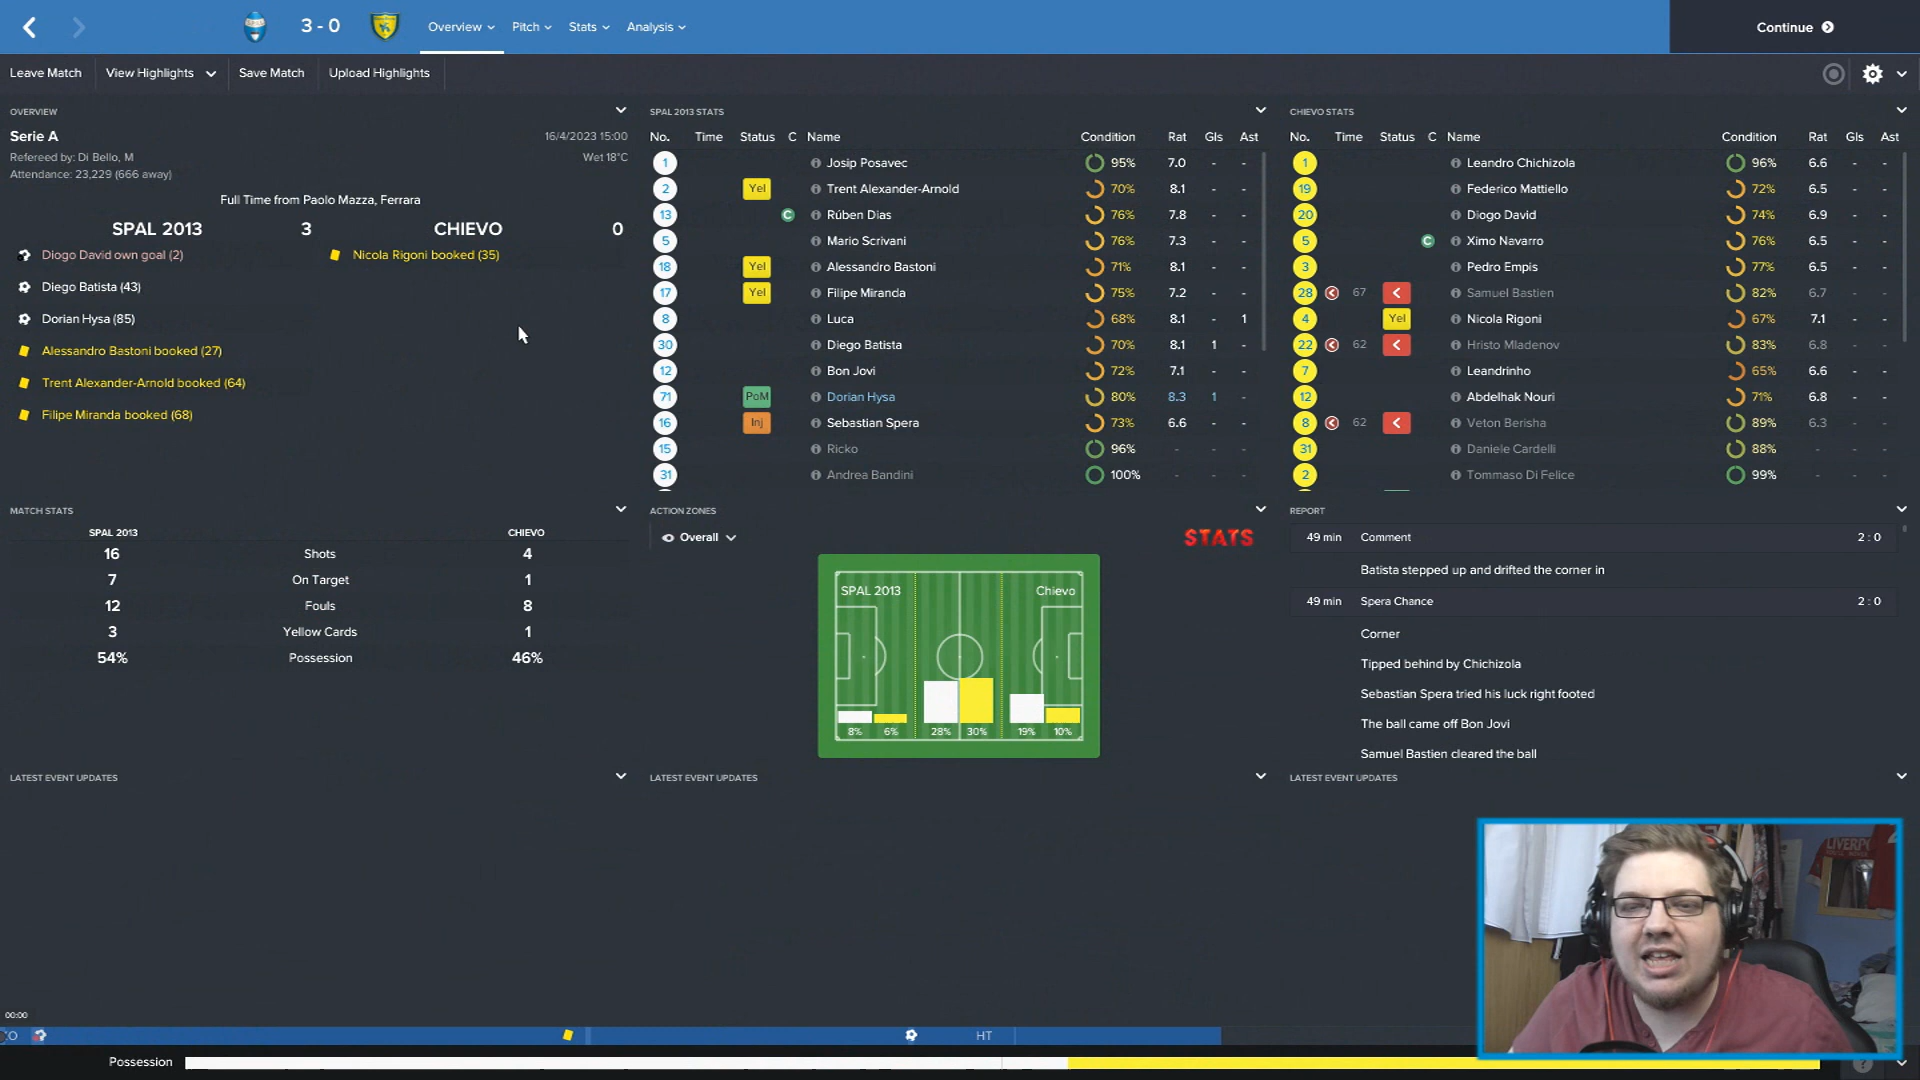 3 - 0
Overview
Pitch
Stats
Analysis
Continue
Leave Match
View Highlights
Save Match
Upload Highlights
OVERVIEW
Serie A
16/4/2023 15:00
Refereed by: Di Bello, M
Wet 18°C
Attendance: 23,229 (666 away)
Full Time from Paolo Mazza, Ferrara
SPAL 2013 3 CHIEVO 0
Diogo David own goal (2)
Nicola Rigoni booked (35)
Diego Batista (43)
Dorian Hysa (85)
Alessandro Bastoni booked (27)
Trent Alexander-Arnold booked (64)
Filipe Miranda booked (68)
SPAL 2013 STATS
No. Time Status C Name Condition Rat Gls Ast
1 Josip Posavec 95% 7.0 - -
2 Yel Trent Alexander-Arnold 70% 8.1 - -
13 C Rúben Dias 76% 7.8 - -
5 Mario Scrivani 76% 7.3 - -
18 Yel Alessandro Bastoni 71% 8.1 - -
17 Yel Filipe Miranda 75% 7.2 - -
8 Luca 68% 8.1 - 1
30 Diego Batista 70% 8.1 1 -
12 Bon Jovi 72% 7.1 - -
71 PoM Dorian Hysa 80% 8.3 1 -
16 Inj Sebastian Spera 73% 6.6 - -
15 Ricko 96% - - -
31 Andrea Bandini 100% - - -
CHIEVO STATS
No. Time Status C Name Condition Rat Gls Ast
1 Leandro Chichizola 96% 6.6 - -
19 Federico Mattiello 72% 6.5 - -
20 Diogo David 74% 6.9 - -
5 C Ximo Navarro 76% 6.5 - -
3 Pedro Empis 77% 6.5 - -
28 67 Samuel Bastien 82% 6.7 - -
4 Yel Nicola Rigoni 67% 7.1 - -
22 62 Hristo Mladenov 83% 6.8 - -
7 Leandrinho 65% 6.6 - -
12 Abdelhak Nouri 71% 6.8 - -
8 62 Veton Berisha 89% 6.3 - -
31 Daniele Cardelli 88% - - -
2 Tommaso Di Felice 99% - - -
MATCH STATS
SPAL 2013 CHIEVO
16 Shots 4
7 On Target 1
12 Fouls 8
3 Yellow Cards 1
54% Possession 46%
ACTION ZONES
Overall
STATS
SPAL 2013 Chievo
8% 6% 28% 30% 19% 10%
REPORT
49 min Comment 2 : 0
Batista stepped up and drifted the corner in
49 min Spera Chance 2 : 0
Corner
Tipped behind by Chichizola
Sebastian Spera tried his luck right footed
The ball came off Bon Jovi
Samuel Bastien cleared the ball
LATEST EVENT UPDATES
LATEST EVENT UPDATES
LATEST EVENT UPDATES
LIVERP
00:00
HT
Possession